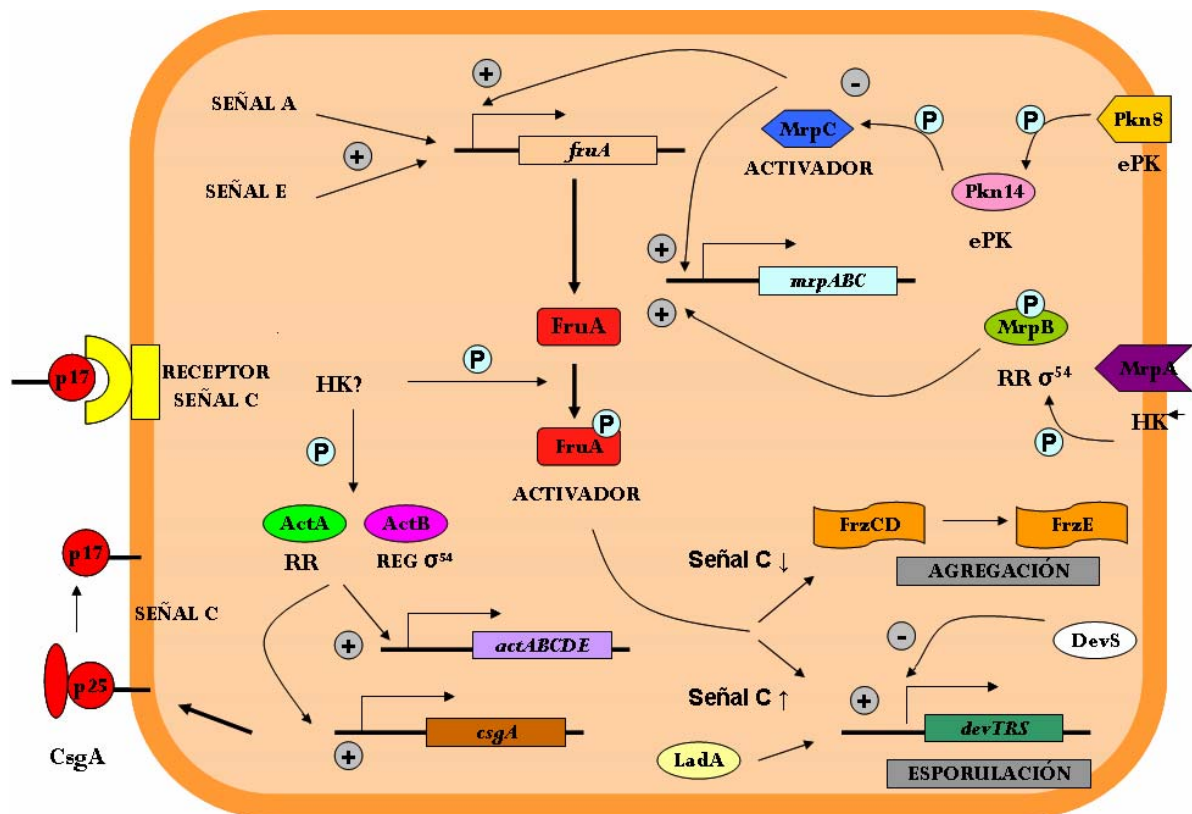 SEÑAL A
+
-
MrpC
P
P
Pkn8
SEÑAL E
+
fruA
ACTIVADOR
ePK
Pkn14
ePK
+
mrpABC
+
FruA
P
MrpB
p17
RECEPTOR
SEÑAL C
HK?
P
RR σ54
MrpA
HK
P
P
FruA
P
ACTIVADOR
ActA
ActB
RR
REG σ54
FrzCD
FrzE
p17
Señal C ↓
AGREGACIÓN
SEÑAL C
+
actABCDE
-
DevS
p25
Señal C ↑
+
csgA
devTRS
CsgA
+
LadA
ESPORULACIÓN